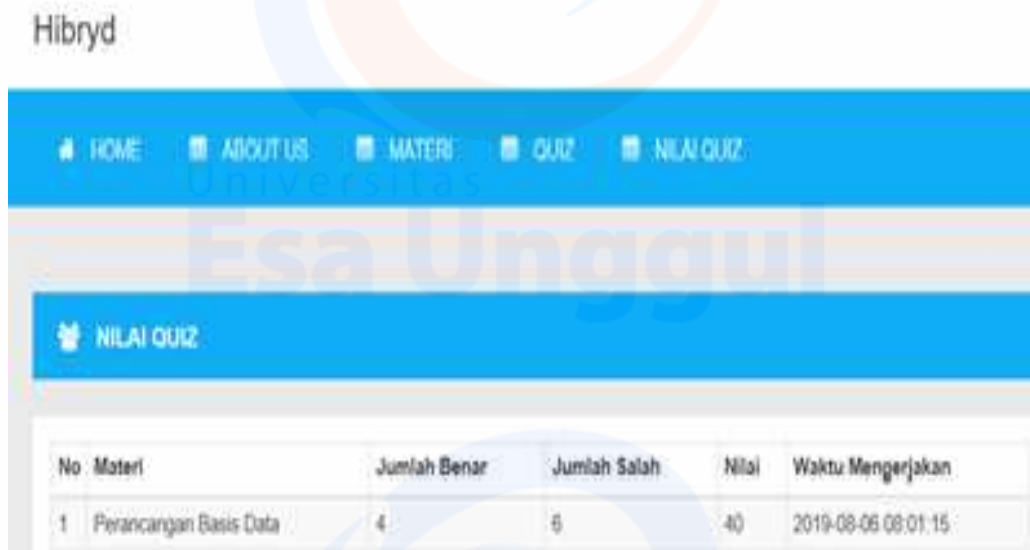 Hibryd
HOME ABOUT US MATERI QUIZ NILAI QUIZ
Universitas
Esa Unggul
NILAI QUIZ
No Materi Jumlah Benar Jumlah Salah Nilai Waktu Mengerjakan
1 Perancangan Basis Data 4 6 40 2019-08-06 08:01:15